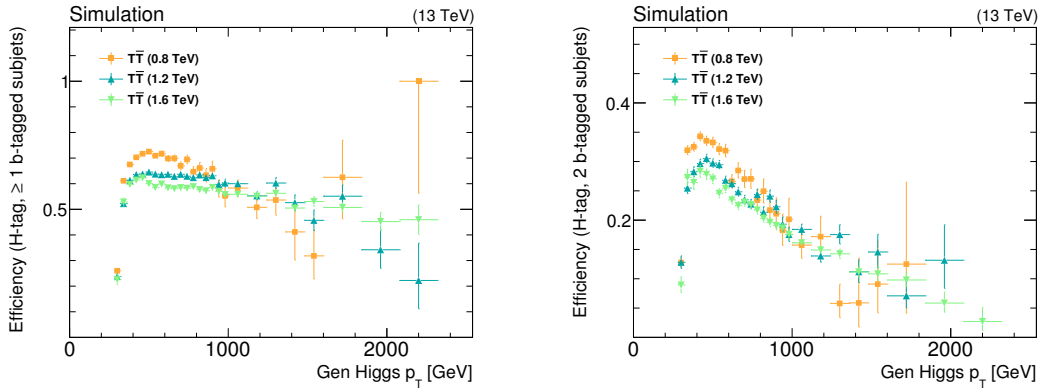 Simulation (13 TeV)
TT̅ (0.8 TeV)
TT̅ (1.2 TeV)
TT̅ (1.6 TeV)
Efficiency (H-tag, ≥ 1 b-tagged subjets)
1
0.5
0 1000 2000
Gen Higgs p_T [GeV]
Simulation (13 TeV)
TT̅ (0.8 TeV)
TT̅ (1.2 TeV)
TT̅ (1.6 TeV)
Efficiency (H-tag, 2 b-tagged subjets)
0.4
0.2
0 1000 2000
Gen Higgs p_T [GeV]